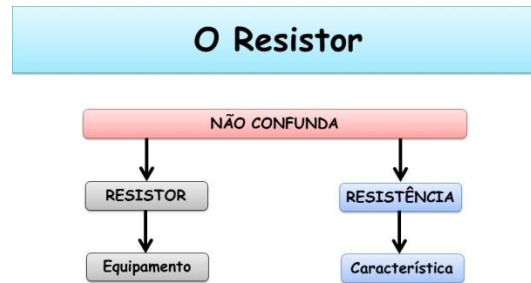 O Resistor
NÃO CONFUNDA
RESISTOR
RESISTÊNCIA
Equipamento
Característica